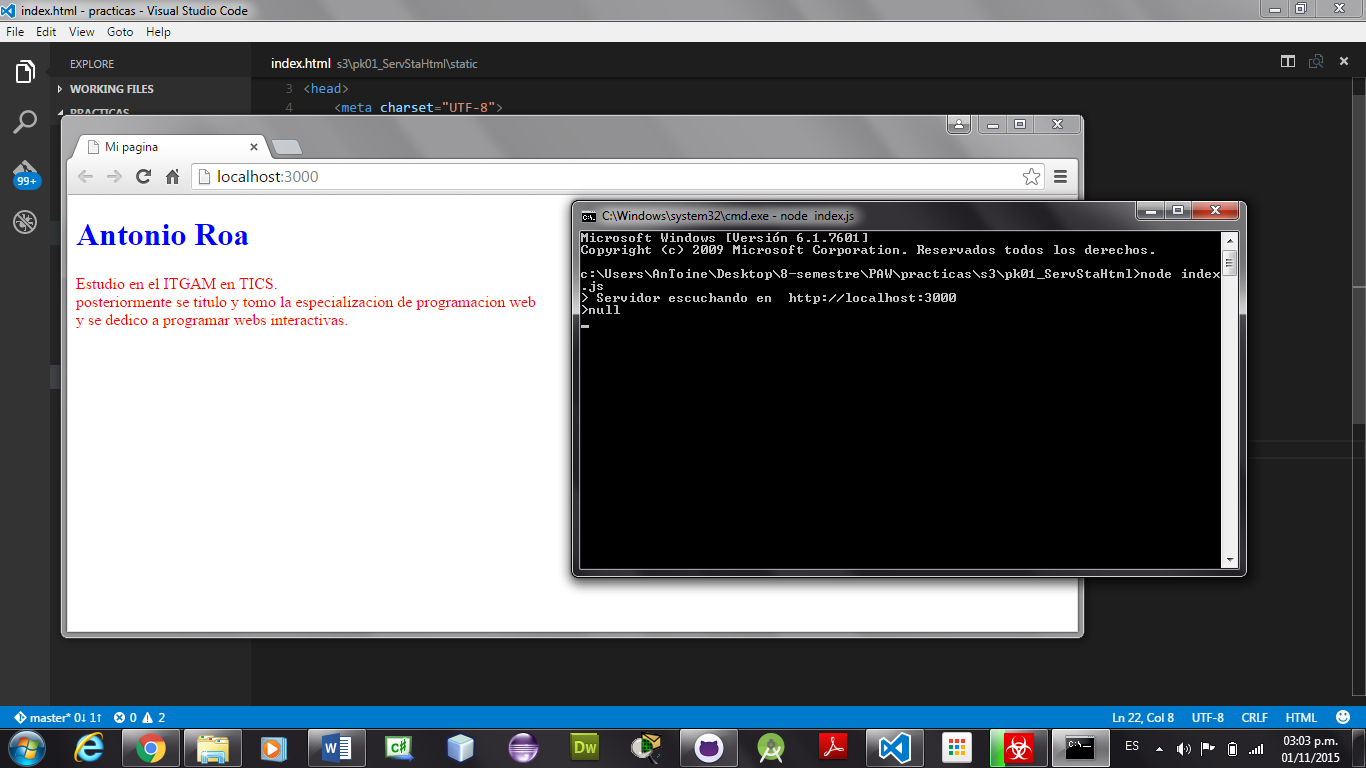 index.html - practicas - Visual Studio Code
File Edit View Goto Help
EXPLORE
WORKING FILES
PRACTICAS
index.html s3\pk01_ServStaHtml\static
3 <head>
4 <meta charset="UTF-8">
99+
Mi pagina
localhost:3000
Antonio Roa
Estudio en el ITGAM en TICS.
posteriormente se titulo y tomo la especializacion de programacion web
y se dedico a programar webs interactivas.
C:\Windows\system32\cmd.exe - node  index.js
Microsoft Windows [Versión 6.1.7601]
Copyright (c) 2009 Microsoft Corporation. Reservados todos los derechos.
c:\Users\AnToine\Desktop\8-semestre\PAW\practicas\s3\pk01_ServStaHtml>node index
.js
> Servidor escuchando en  http://localhost:3000
>null
master* 0↓ 1↑ 0 2
Ln 22, Col 8 UTF-8 CRLF HTML
W C# Dw ES
03:03 p.m.
01/11/2015